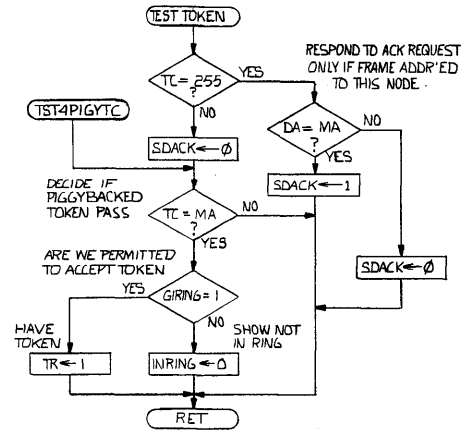 TEST TOKEN
RESPOND TO ACK REQUEST
ONLY IF FRAME ADDR'ED
TO THIS NODE.
TC=255
?
YES
NO
TST4PIGYTC
DA=MA
?
NO
YES
SDACK←Ø
SDACK←1
DECIDE IF
PIGGYBACKED
TOKEN PASS
TC=MA
?
NO
YES
ARE WE PERMITTED
TO ACCEPT TOKEN
SDACK←Ø
YES
GIRING=1
NO
HAVE
TOKEN
SHOW NOT
IN RING
TR←1
INRING←0
RET